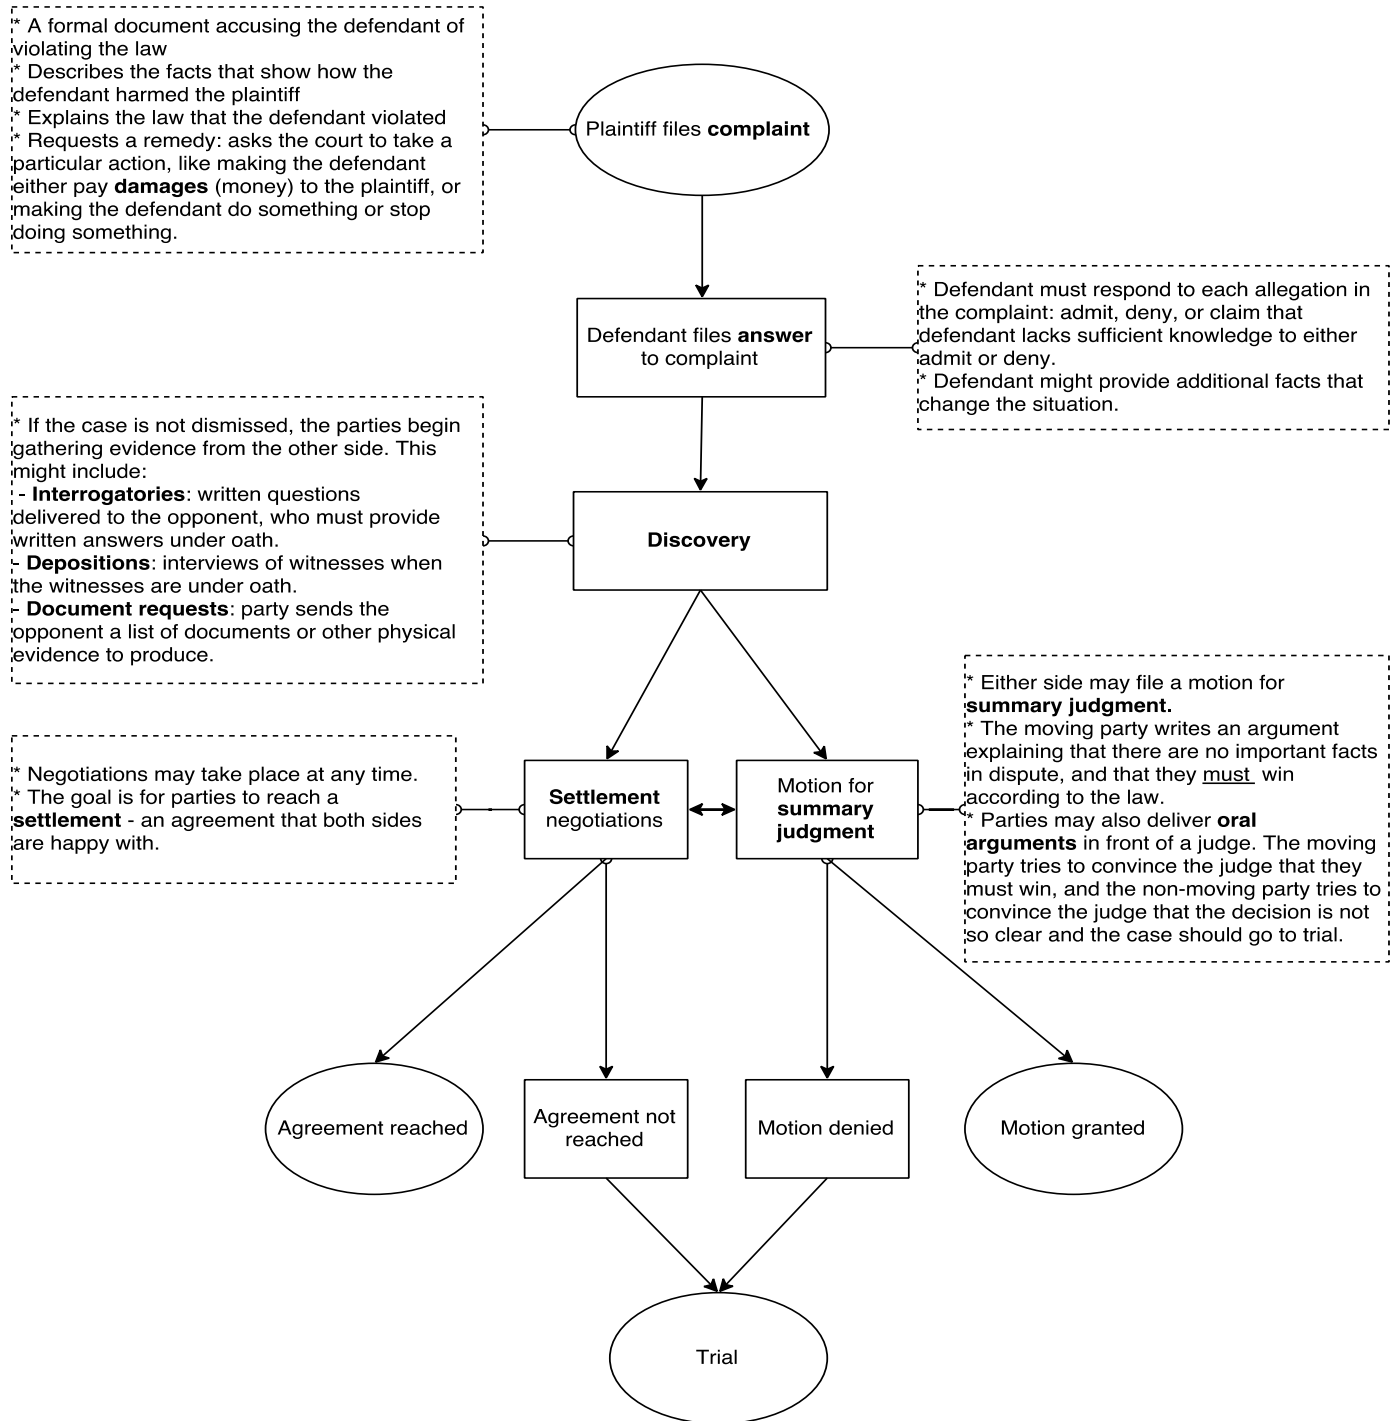 * A formal document accusing the defendant of
violating the law
* Describes the facts that show how the
defendant harmed the plaintiff
* Explains the law that the defendant violated
* Requests a remedy: asks the court to take a
particular action, like making the defendant
either pay damages (money) to the plaintiff, or
making the defendant do something or stop
doing something.
Plaintiff files complaint
Defendant files answer
to complaint
* Defendant must respond to each allegation in
the complaint: admit, deny, or claim that
defendant lacks sufficient knowledge to either
admit or deny.
* Defendant might provide additional facts that
change the situation.
* If the case is not dismissed, the parties begin
gathering evidence from the other side. This
might include:
- Interrogatories: written questions
delivered to the opponent, who must provide
written answers under oath.
- Depositions: interviews of witnesses when
the witnesses are under oath.
- Document requests: party sends the
opponent a list of documents or other physical
evidence to produce.
Discovery
* Negotiations may take place at any time.
* The goal is for parties to reach a
settlement - an agreement that both sides
are happy with.
Settlement
negotiations
Motion for
summary
judgment
* Either side may file a motion for
summary judgment.
* The moving party writes an argument
explaining that there are no important facts
in dispute, and that they must win
according to the law.
* Parties may also deliver oral
arguments in front of a judge. The moving
party tries to convince the judge that they
must win, and the non-moving party tries to
convince the judge that the decision is not
so clear and the case should go to trial.
Agreement reached
Agreement not
reached
Motion denied
Motion granted
Trial